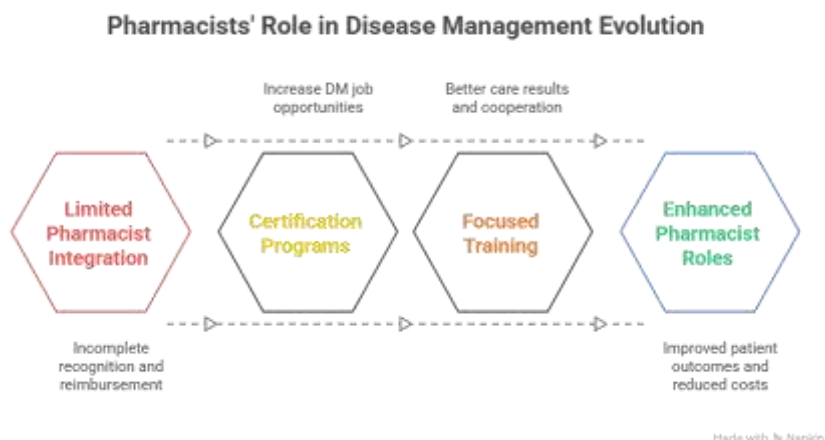 Pharmacists' Role in Disease Management Evolution
Increase DM job
opportunities
Better care results
and cooperation
Limited
Pharmacist
Integration
Certification
Programs
Focused
Training
Enhanced
Pharmacist
Roles
Incomplete
recognition and
reimbursement
Improved patient
outcomes and
reduced costs
Made with Napkin